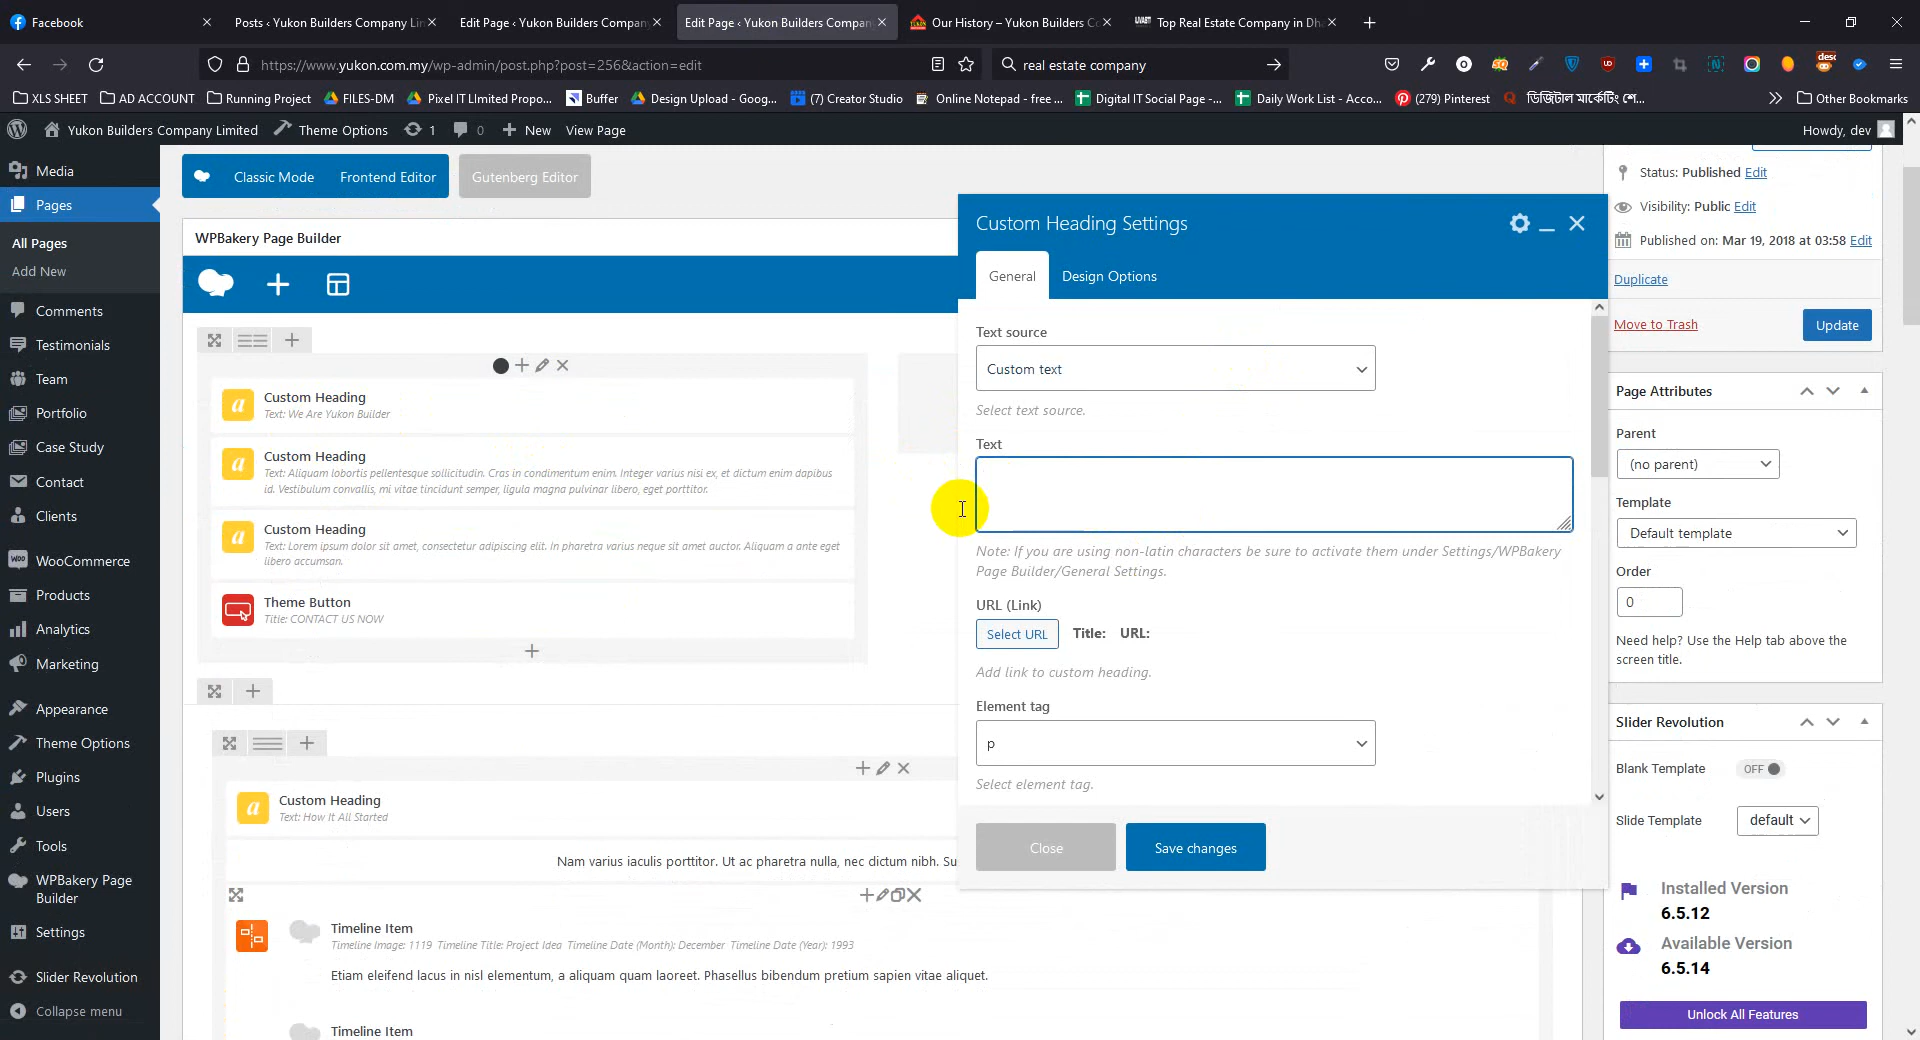 Facebook
Posts ‹ Yukon Builders Company Lin
Edit Page ‹ Yukon Builders Company
Edit Page ‹ Yukon Builders Company
Our History – Yukon Builders Co
Top Real Estate Company in Dha
https://www.yukon.com.my/wp-admin/post.php?post=256&action=edit
real estate company
XLS SHEET
AD ACCOUNT
Running Project
FILES-DM
Pixel IT LImited Propo...
Buffer
Design Upload - Goog...
(7) Creator Studio
Online Notepad - free ...
Digital IT Social Page -...
Daily Work List - Acco...
(279) Pinterest
ডিজিটাল মার্কেটিং শে...
Other Bookmarks
Yukon Builders Company Limited
Theme Options
1
0
New
View Page
Howdy, dev
Media
Pages
All Pages
Add New
Comments
Testimonials
Team
Portfolio
Case Study
Contact
Clients
WooCommerce
Products
Analytics
Marketing
Appearance
Theme Options
Plugins
Users
Tools
WPBakery Page
Builder
Settings
Slider Revolution
Collapse menu
Classic Mode
Frontend Editor
Gutenberg Editor
WPBakery Page Builder
Custom Heading
Text: We Are Yukon Builder
Custom Heading
Text: Aliquam lobortis pellentesque sollicitudin. Cras in condimentum enim. Integer varius nisi ex, et dictum enim dapibus
id. Vestibulum convallis, mi vitae tincidunt semper, ligula magna pulvinar libero, eget porttitor.
Custom Heading
Text: Lorem ipsum dolor sit amet, consectetur adipiscing elit. In pharetra varius neque sit amet auctor. Aliquam a ante eget
libero accumsan.
Theme Button
Title: CONTACT US NOW
Custom Heading
Text: How It All Started
Nam varius iaculis porttitor. Ut ac pharetra nulla, nec dictum nibh. Su
Timeline Item
Timeline Image: 1119 Timeline Title: Project Idea Timeline Date (Month): December Timeline Date (Year): 1993
Etiam eleifend lacus in nisl elementum, a aliquam quam laoreet. Phasellus bibendum pretium sapien vitae aliquet.
Timeline Item
Custom Heading Settings
General
Design Options
Text source
Custom text
Select text source.
Text
Note: If you are using non-latin characters be sure to activate them under Settings/WPBakery
Page Builder/General Settings.
URL (Link)
Select URL
Title: URL:
Add link to custom heading.
Element tag
p
Select element tag.
Close
Save changes
Status: Published Edit
Visibility: Public Edit
Published on: Mar 19, 2018 at 03:58 Edit
Duplicate
Move to Trash
Update
Page Attributes
Parent
(no parent)
Template
Default template
Order
0
Need help? Use the Help tab above the
screen title.
Slider Revolution
Blank Template
OFF
Slide Template
default
Installed Version
6.5.12
Available Version
6.5.14
Unlock All Features